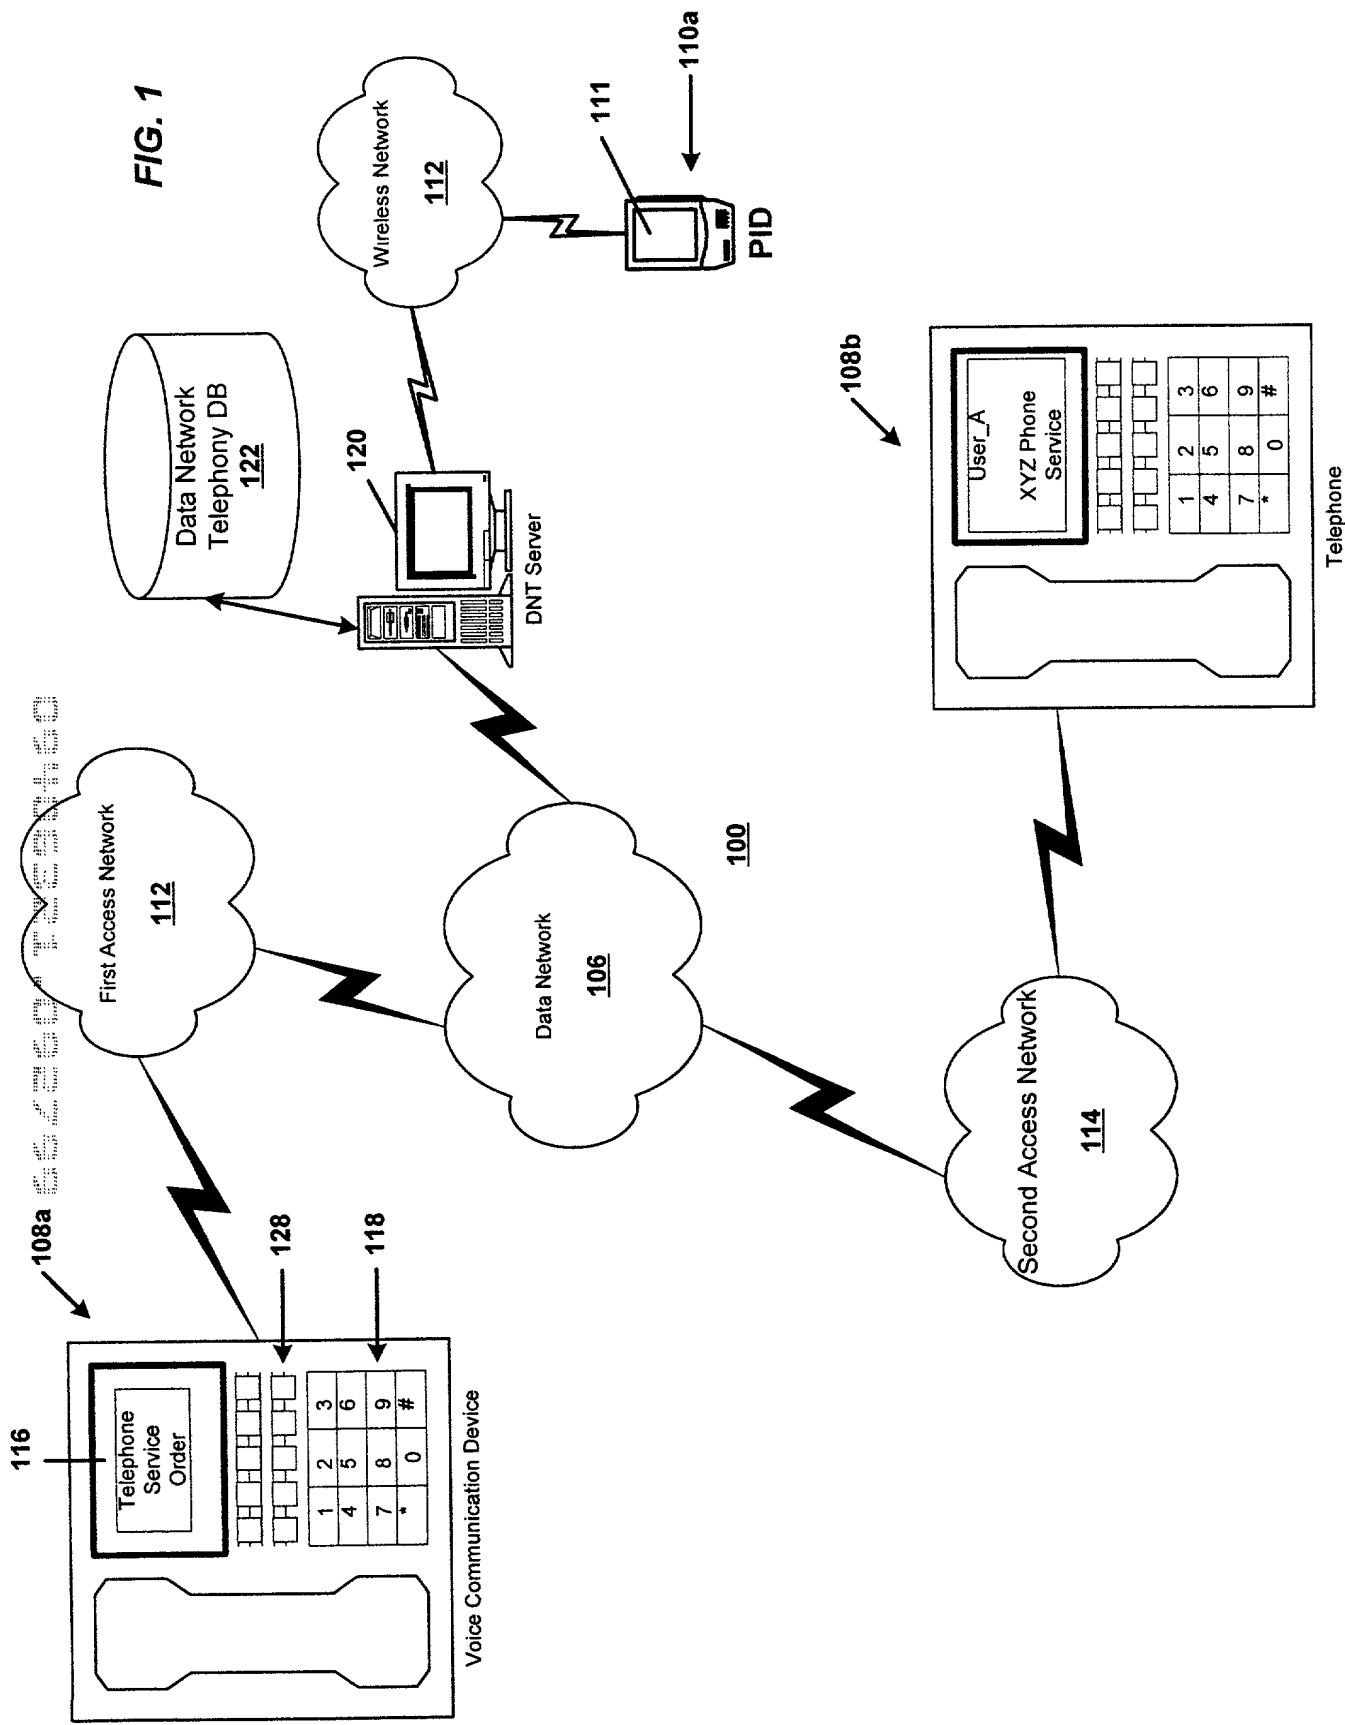 FIG. 1
116
Telephone
Service
Order
108a
128
118
1 2 3
4 5 6
7 8 9
* 0 #
Voice Communication Device
First Access Network
112
Data Network
Telephony DB
122
120
DNT Server
Wireless Network
112
111
110a
PID
Data Network
106
100
Second Access Network
114
108b
User_A
XYZ Phone
Service
1 2 3
4 5 6
7 8 9
* 0 #
Telephone